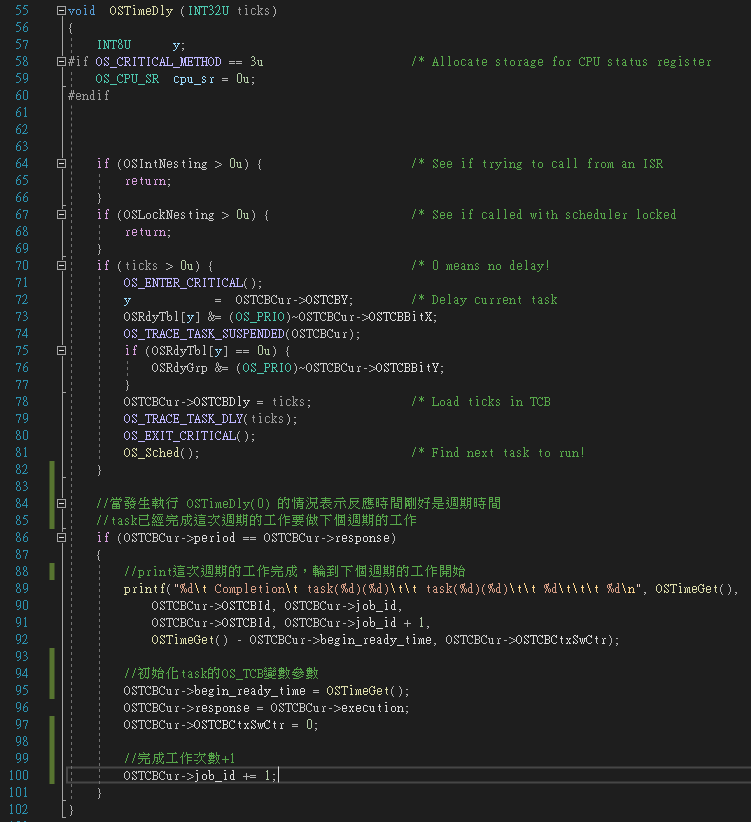 55 void OSTimeDly (INT32U ticks)
56 {
57 INT8U y;
58 #if OS_CRITICAL_METHOD == 3u /* Allocate storage for CPU status register
59 OS_CPU_SR cpu_sr = 0u;
60 #endif
61
62
63
64 if (OSIntNesting > 0u) { /* See if trying to call from an ISR
65 return;
66 }
67 if (OSLockNesting > 0u) { /* See if called with scheduler locked
68 return;
69 }
70 if (ticks > 0u) { /* 0 means no delay!
71 OS_ENTER_CRITICAL();
72 y = OSTCBCur->OSTCBY; /* Delay current task
73 OSRdyTbl[y] &= (OS_PRIO)~OSTCBCur->OSTCBBitX;
74 OS_TRACE_TASK_SUSPENDED(OSTCBCur);
75 if (OSRdyTbl[y] == 0u) {
76 OSRdyGrp &= (OS_PRIO)~OSTCBCur->OSTCBBitY;
77 }
78 OSTCBCur->OSTCBDly = ticks; /* Load ticks in TCB
79 OS_TRACE_TASK_DLY(ticks);
80 OS_EXIT_CRITICAL();
81 OS_Sched(); /* Find next task to run!
82 }
83
84 //當發生執行 OSTimeDly(0) 的情況表示反應時間剛好是週期時間
85 //task已經完成這次週期的工作要做下個週期的工作
86 if (OSTCBCur->period == OSTCBCur->response)
87 {
88 //print這次週期的工作完成，輪到下個週期的工作開始
89 printf("%d\t Completion\t task(%d)(%d)\t\t task(%d)(%d)\t\t %d\t\t\t %d\n", OSTimeGet(),
90 OSTCBCur->OSTCBId, OSTCBCur->job_id,
91 OSTCBCur->OSTCBId, OSTCBCur->job_id + 1,
92 OSTimeGet() - OSTCBCur->begin_ready_time, OSTCBCur->OSTCBCtxSwCtr);
93
94 //初始化task的OS_TCB變數參數
95 OSTCBCur->begin_ready_time = OSTimeGet();
96 OSTCBCur->response = OSTCBCur->execution;
97 OSTCBCur->OSTCBCtxSwCtr = 0;
98
99 //完成工作次數+1
100 OSTCBCur->job_id += 1;
101 }
102 }